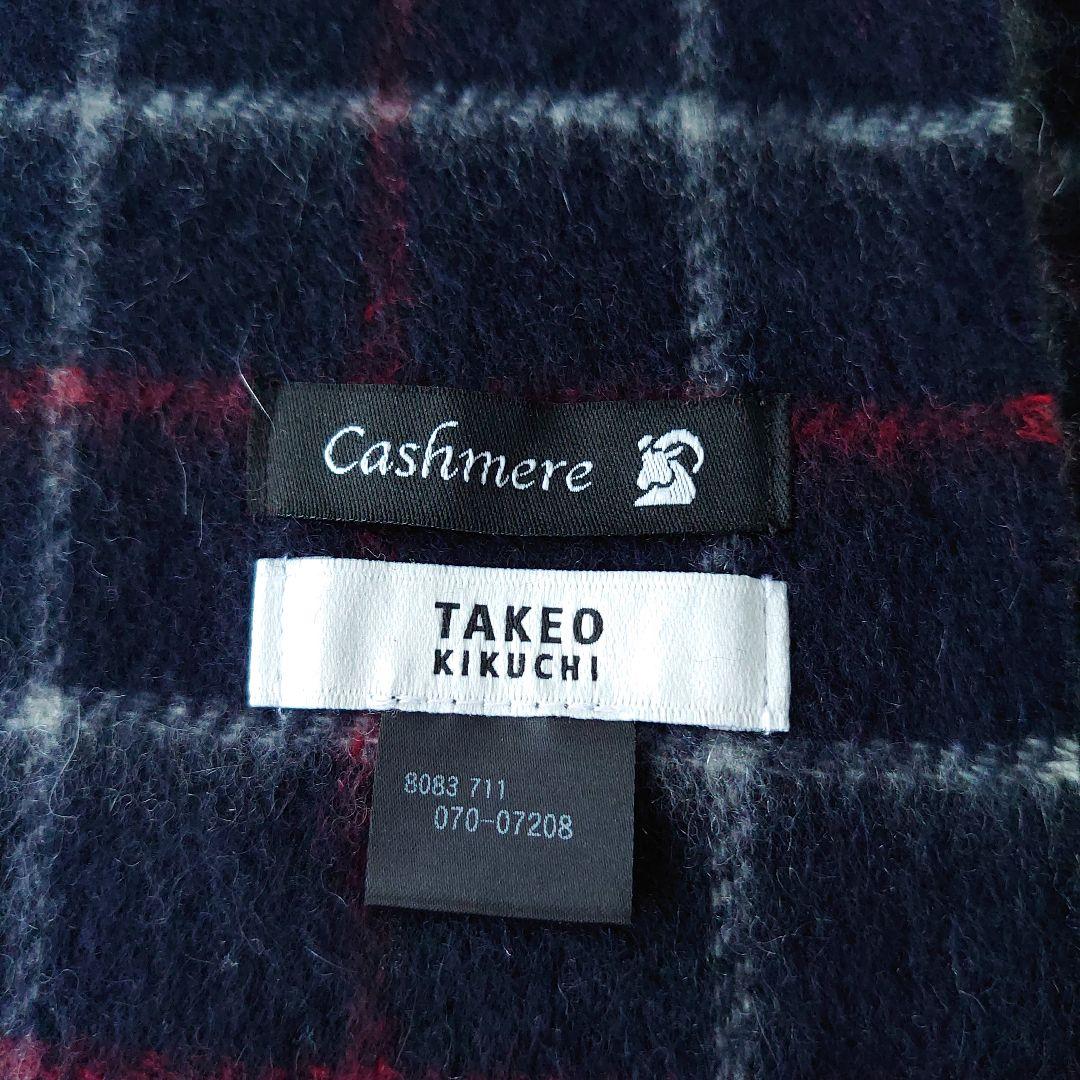 Cashmere
TAKEO
KIKUCHI
8083 711
070-07208